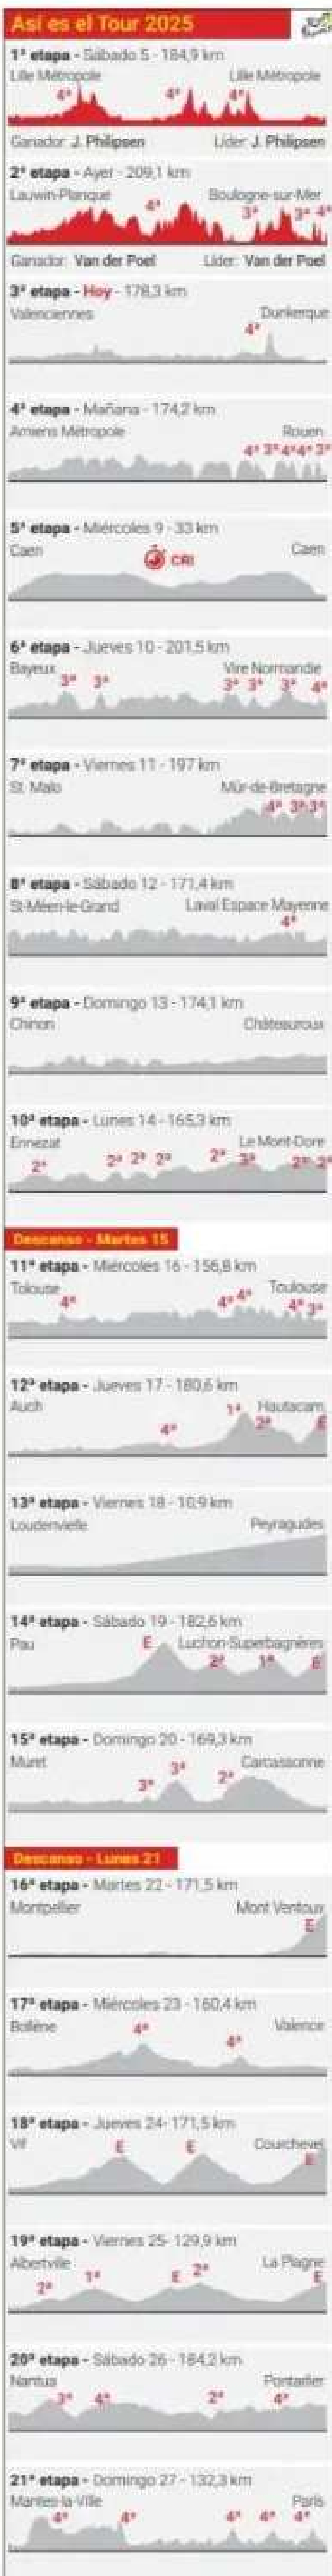 Así es el Tour 2025
1ª etapa - Sábado 5 - 184,9 km
Lille Métropole Lille Métropole
4ª 4ª 4ª
Ganador: J. Philipsen Líder: J. Philipsen
2ª etapa - Ayer - 209,1 km
Lauwin-Planque Boulogne-sur-Mer
4ª 3ª 3ª 4ª
Ganador: Van der Poel Líder: Van der Poel
3ª etapa - Hoy - 178,3 km
Valenciennes Dunkerque
4ª
4ª etapa - Mañana - 174,2 km
Amiens Métropole Rouen
4ª 3ª 4ª 4ª 3ª
5ª etapa - Miércoles 9 - 33 km
Caen Caen
CRI
6ª etapa - Jueves 10 - 201,5 km
Bayeux Vire Normandie
3ª 3ª 3ª 3ª 3ª 4ª
7ª etapa - Viernes 11 - 197 km
St. Malo Mûr-de-Bretagne
4ª 3ª 3ª
8ª etapa - Sábado 12 - 171,4 km
St-Méen-le-Grand Laval Espace Mayenne
4ª
9ª etapa - Domingo 13 - 174,1 km
Chinon Châteauroux
10ª etapa - Lunes 14 - 165,3 km
Ennezat Le Mont-Dore
2ª 2ª 2ª 2ª 2ª 3ª 2ª 2ª
Descanso - Martes 15
11ª etapa - Miércoles 16 - 156,8 km
Tolouse Toulouse
4ª 4ª 4ª 4ª 3ª
12ª etapa - Jueves 17 - 180,6 km
Auch Hautacam
4ª 1ª 2ª E
13ª etapa - Viernes 18 - 10,9 km
Loudenvielle Peyragudes
14ª etapa - Sábado 19 - 182,6 km
Pau Luchon-Superbagnères
E 2ª 1ª E
15ª etapa - Domingo 20 - 169,3 km
Muret Carcassonne
3ª 3ª 2ª
Descanso - Lunes 21
16ª etapa - Martes 22 - 171,5 km
Montpellier Mont Ventoux
E
17ª etapa - Miércoles 23 - 160,4 km
Bollène Valence
4ª 4ª
18ª etapa - Jueves 24- 171,5 km
Vif Courchevel
E E E
19ª etapa - Viernes 25- 129,9 km
Albertville La Plagne
2ª 1ª E 2ª E
20ª etapa - Sábado 26 - 184,2 km
Nantua Pontarlier
3ª 4ª 2ª 4ª
21ª etapa - Domingo 27 - 132,3 km
Mantes-la-Ville París
4ª 4ª 4ª 4ª 4ª